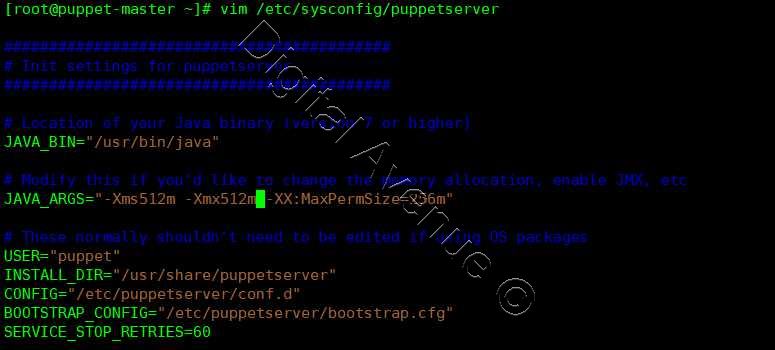 [root@puppet-master ~]# vim /etc/sysconfig/puppetserver
###########################################
# Init settings for puppetserver
###########################################
# Location of your Java binary (version 7 or higher)
JAVA_BIN="/usr/bin/java"
# Modify this if you'd like to change the memory allocation, enable JMX, etc
JAVA_ARGS="-Xms512m -Xmx512m -XX:MaxPermSize=256m"
# These normally shouldn't need to be edited if using OS packages
USER="puppet"
INSTALL_DIR="/usr/share/puppetserver"
CONFIG="/etc/puppetserver/conf.d"
BOOTSTRAP_CONFIG="/etc/puppetserver/bootstrap.cfg"
SERVICE_STOP_RETRIES=60
Digital Avenue ©